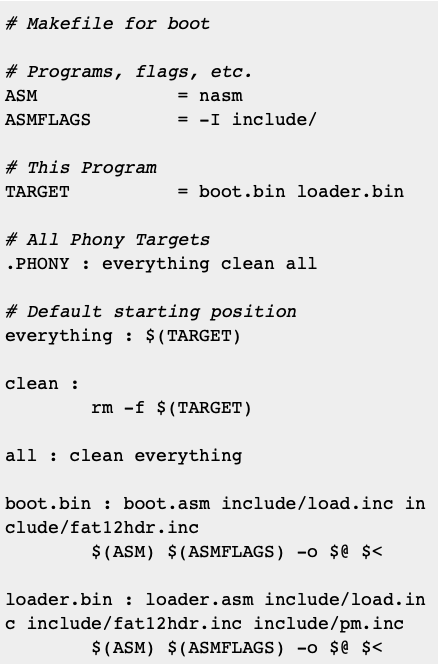 # Makefile for boot
# Programs, flags, etc.
ASM = nasm
ASMFLAGS = -I include/
# This Program
TARGET = boot.bin loader.bin
# All Phony Targets
.PHONY : everything clean all
# Default starting position
everything : $(TARGET)
clean :
rm -f $(TARGET)
all : clean everything
boot.bin : boot.asm include/load.inc in
clude/fat12hdr.inc
$(ASM) $(ASMFLAGS) -o $@ $<
loader.bin : loader.asm include/load.in
c include/fat12hdr.inc include/pm.inc
$(ASM) $(ASMFLAGS) -o $@ $<